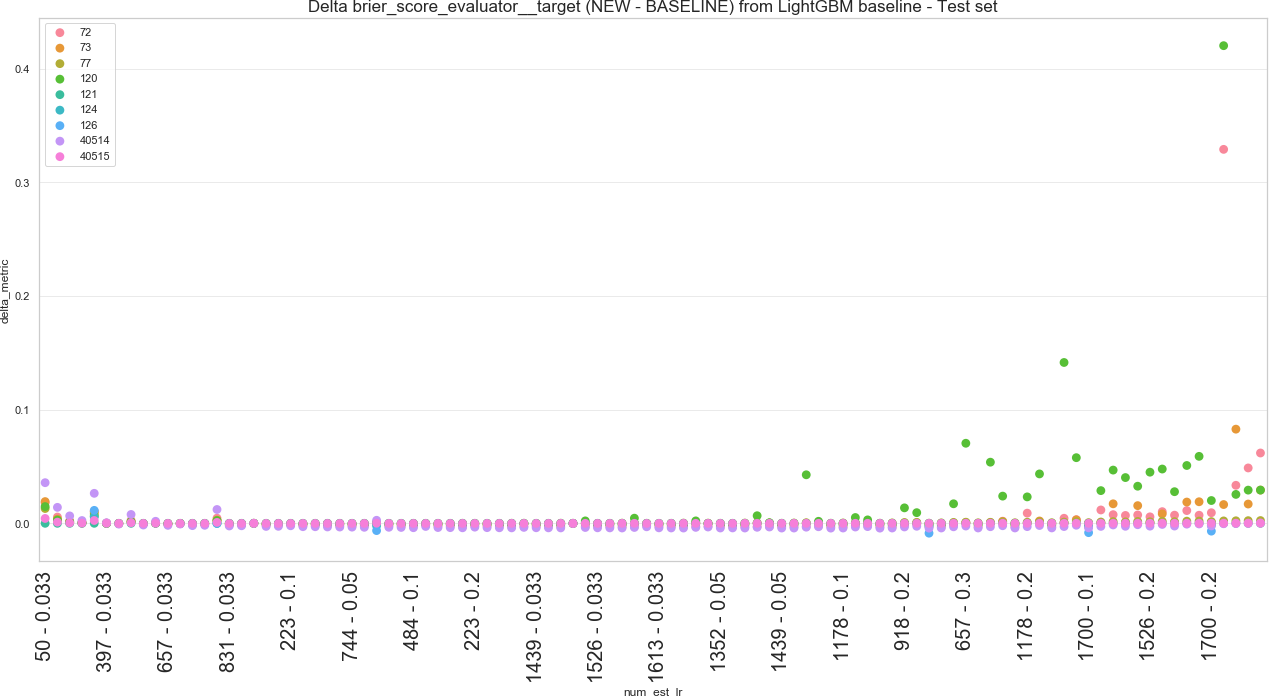 Delta brier_score_evaluator__target (NEW - BASELINE) from LightGBM baseline - Test set
72
73
77
120
121
124
126
40514
40515
delta_metric
0.4
0.3
0.2
0.1
0.0
50 - 0.033
397 - 0.033
657 - 0.033
831 - 0.033
223 - 0.1
744 - 0.05
484 - 0.1
223 - 0.2
1439 - 0.033
1526 - 0.033
1613 - 0.033
1352 - 0.05
1439 - 0.05
1178 - 0.1
918 - 0.2
657 - 0.3
1178 - 0.2
1700 - 0.1
1526 - 0.2
1700 - 0.2
num_est_lr